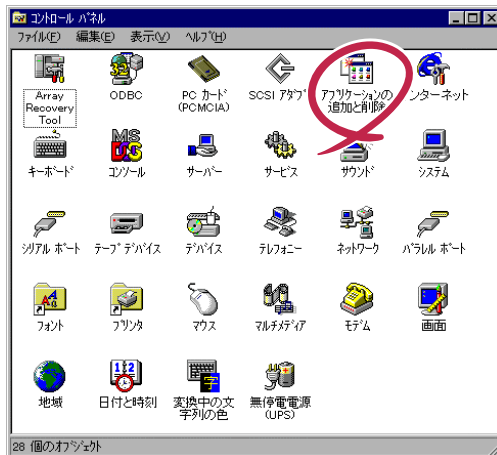 コントロール パネル
ファイル(F) 編集(E) 表示(V) ヘルプ(H)
Array
Recovery
Tool
ODBC
PC カード
(PCMCIA)
SCSI アダプ
アプリケーションの
追加と削除
ンターネット
キーボード
MS
DOS
コンソール
サーバー
サービス
サウンド
システム
シリアル ポート
テープ デバイス
デバイス
テレフォニー
ネットワーク
パラレル ポート
フォント
プリンタ
マウス
マルチメディア
モデム
画面
地域
日付と時刻
変換中の文
字列の色
無停電電源
(UPS)
28 個のオブジェクト